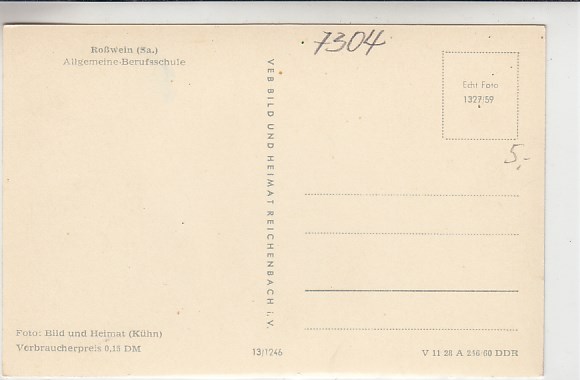 7304
Roßwein (Sa.)
Allgemeine-Berufsschule
VEB BILD UND HEIMAT REICHENBACH i. V.
Echt Foto
1327/59
5,-
Foto: Bild und Heimat (Kühn)
Verbraucherpreis 0,15 DM
13/1246
V 11 28 A 216/60 DDR